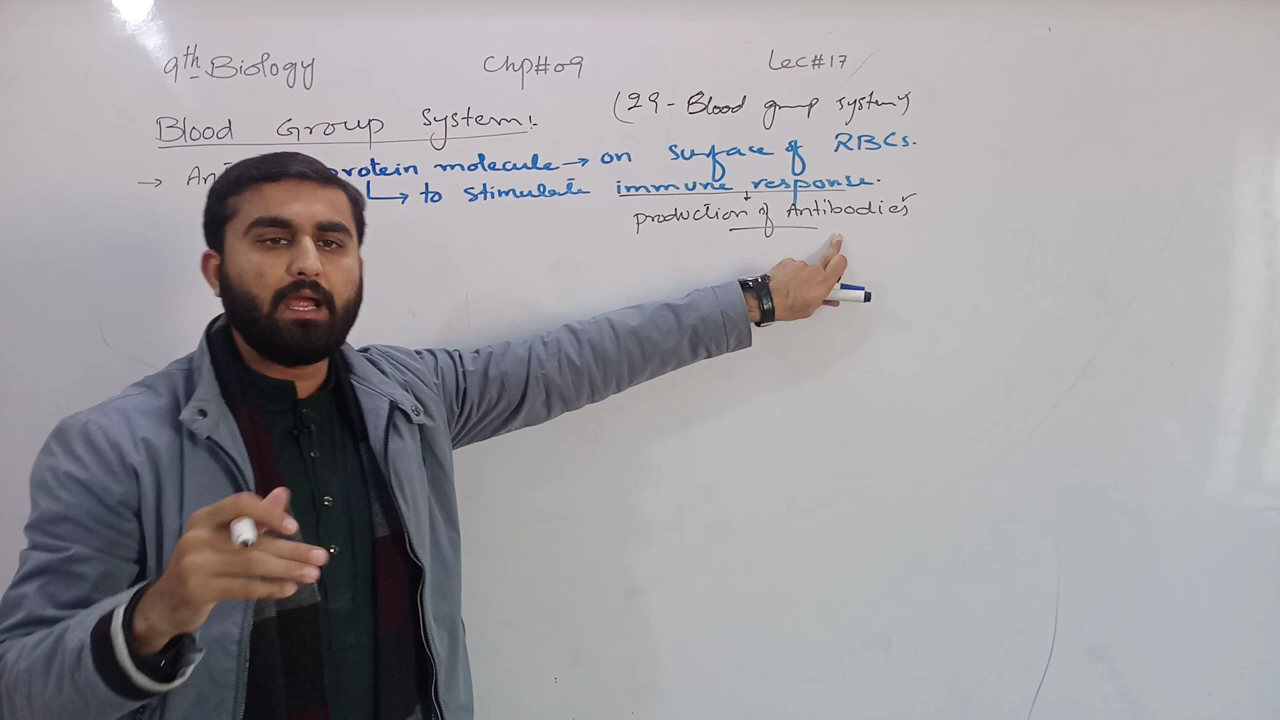 9th Biology Chp#09 Lec#17
Blood Group System:
(29 - Blood group system)
→ protein molecule → on surface of RBCs.
↳ to stimulate immune response.
production of Antibodies